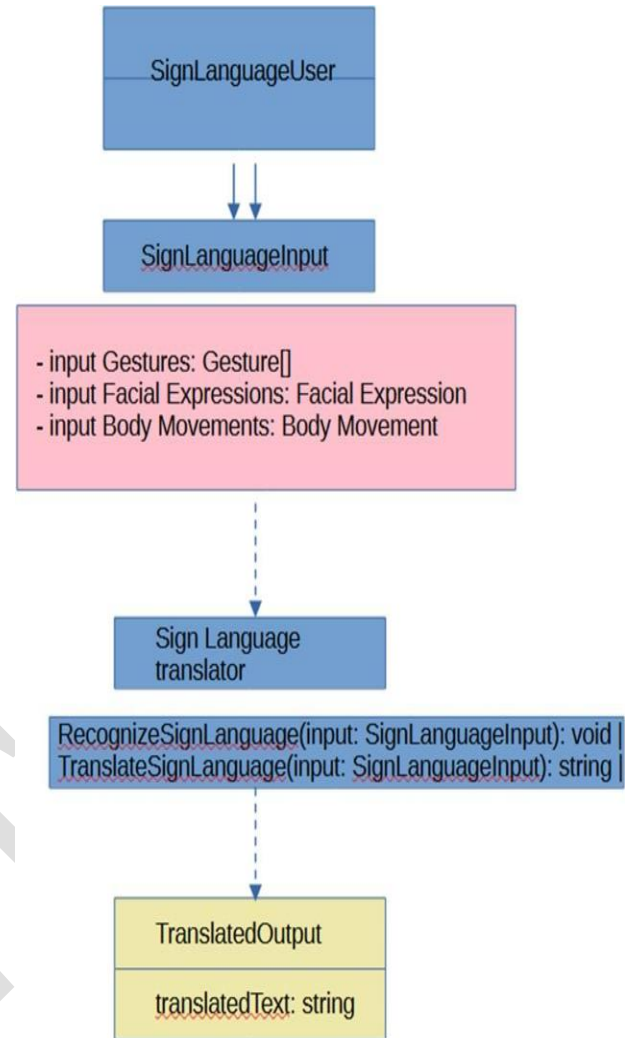 SignLanguageUser
SignLanguageInput
- input Gestures: Gesture[]
- input Facial Expressions: Facial Expression
- input Body Movements: Body Movement
Sign Language
translator
RecognizeSignLanguage(input: SignLanguageInput): void |
TranslateSignLanguage(input: SignLanguageInput): string |
TranslatedOutput
translatedText: string